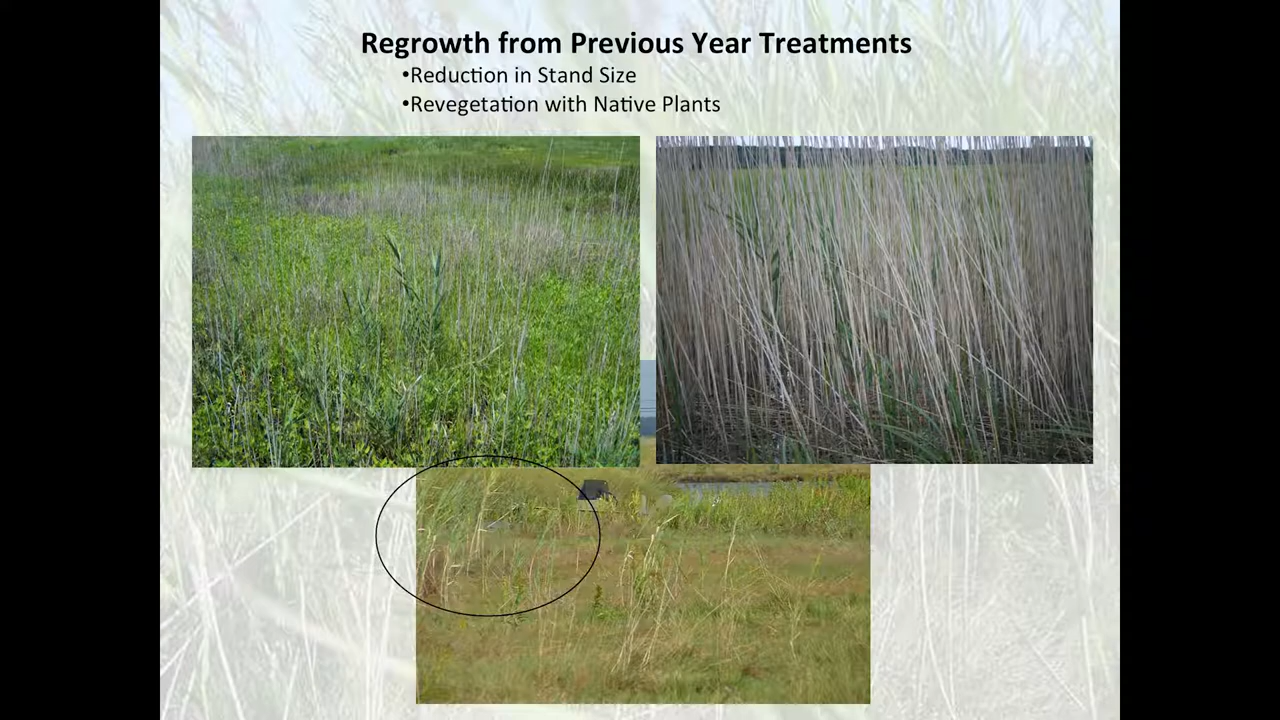 Regrowth from Previous Year Treatments
•Reduction in Stand Size
•Revegetation with Native Plants